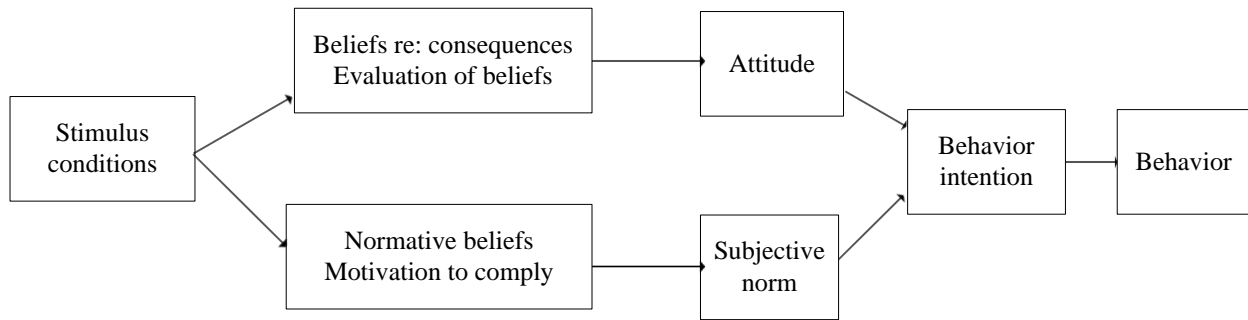 Stimulus
conditions
Beliefs re: consequences
Evaluation of beliefs
Attitude
Normative beliefs
Motivation to comply
Subjective
norm
Behavior
intention
Behavior